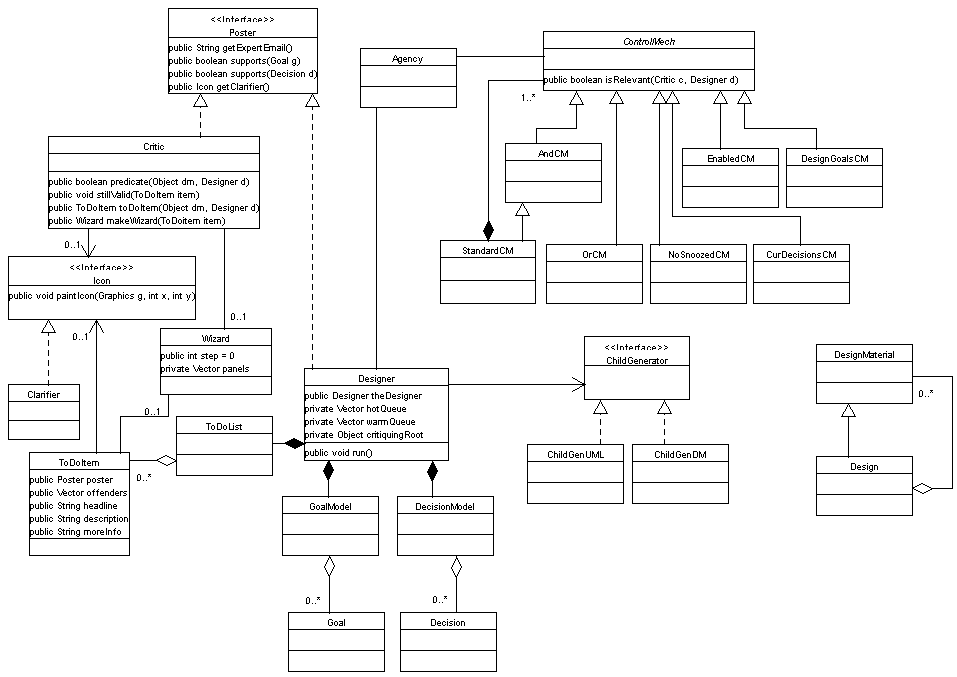 <<Interface>>
Poster
public String getExpertEmail()
public boolean supports(Goal g)
public boolean supports(Decision d)
public Icon getClarifier()
Agency
ControlMech
public boolean isRelevant(Critic c, Designer d)
1..*
Critic
public boolean predicate(Object dm, Designer d)
public void stillValid(ToDoItem item)
public ToDoItem toDoItem(Object dm, Designer d)
public Wizard makeWizard(ToDoitem item)
AndCM
EnabledCM
DesignGoalsCM
0..1
StandardCM
OrCM
NoSnoozedCM
CurDecisionsCM
<<Interface>>
Icon
public void paintIcon(Graphics g, int x, int y)
0..1
0..1
Wizard
public int step = 0
private Vector panels
<<Interface>>
ChildGenerator
DesignMaterial
0..*
Clarifier
0..1
Designer
public Designer theDesigner
private Vector hotQueue
private Vector warmQueue
private Object critiquingRoot
public void run()
ToDoList
ToDoItem
public Poster poster
public Vector offenders
public String headline
public String description
public String moreInfo
0..*
ChildGenUML
ChildGenDM
Design
GoalModel
DecisionModel
0..*
0..*
Goal
Decision